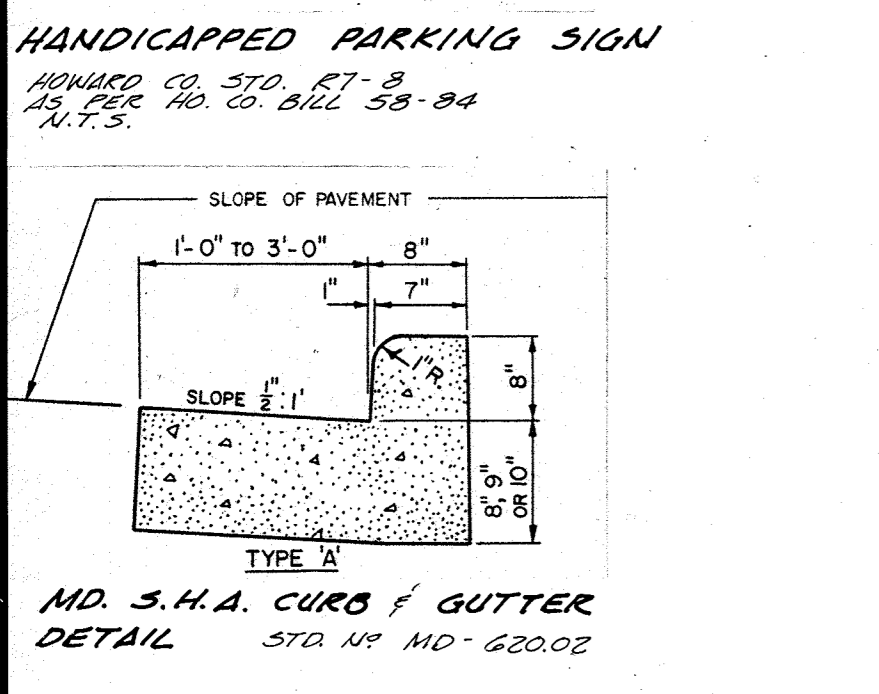 HANDICAPPED PARKING SIGN
HOWARD CO. STD. R7-8
AS PER HO. CO. BILL 58-84
N.T.S.
SLOPE OF PAVEMENT
1'-0" TO 3'-0"
8"
1"
7"
1" R.
8"
SLOPE 1/2" : 1'
8", 9"
OR 10"
TYPE 'A'
MD. S.H.A. CURB & GUTTER
DETAIL STD. Nº MD-620.02